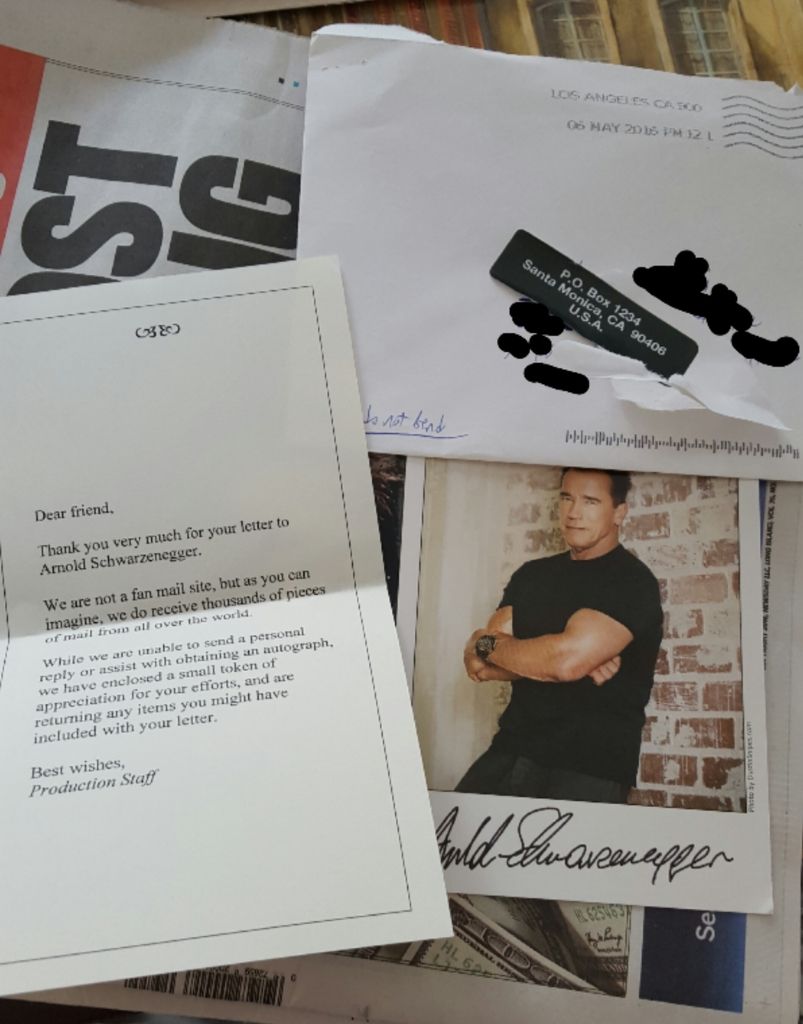 LOS ANGELES CA 900
06 MAY 2016 PM 12 L
P.O. Box 1234
Santa Monica, CA 90406
U.S.A.
do not bend
Dear friend,
Thank you very much for your letter to
Arnold Schwarzenegger.
We are not a fan mail site, but as you can
imagine, we do receive thousands of pieces
of mail from all over the world.
While we are unable to send a personal
reply or assist with obtaining an autograph,
we have enclosed a small token of
appreciation for your efforts, and are
returning any items you might have
included with your letter.
Best wishes,
Production Staff
Arnold Schwarzenegger
HL 625463
HL 62
Se